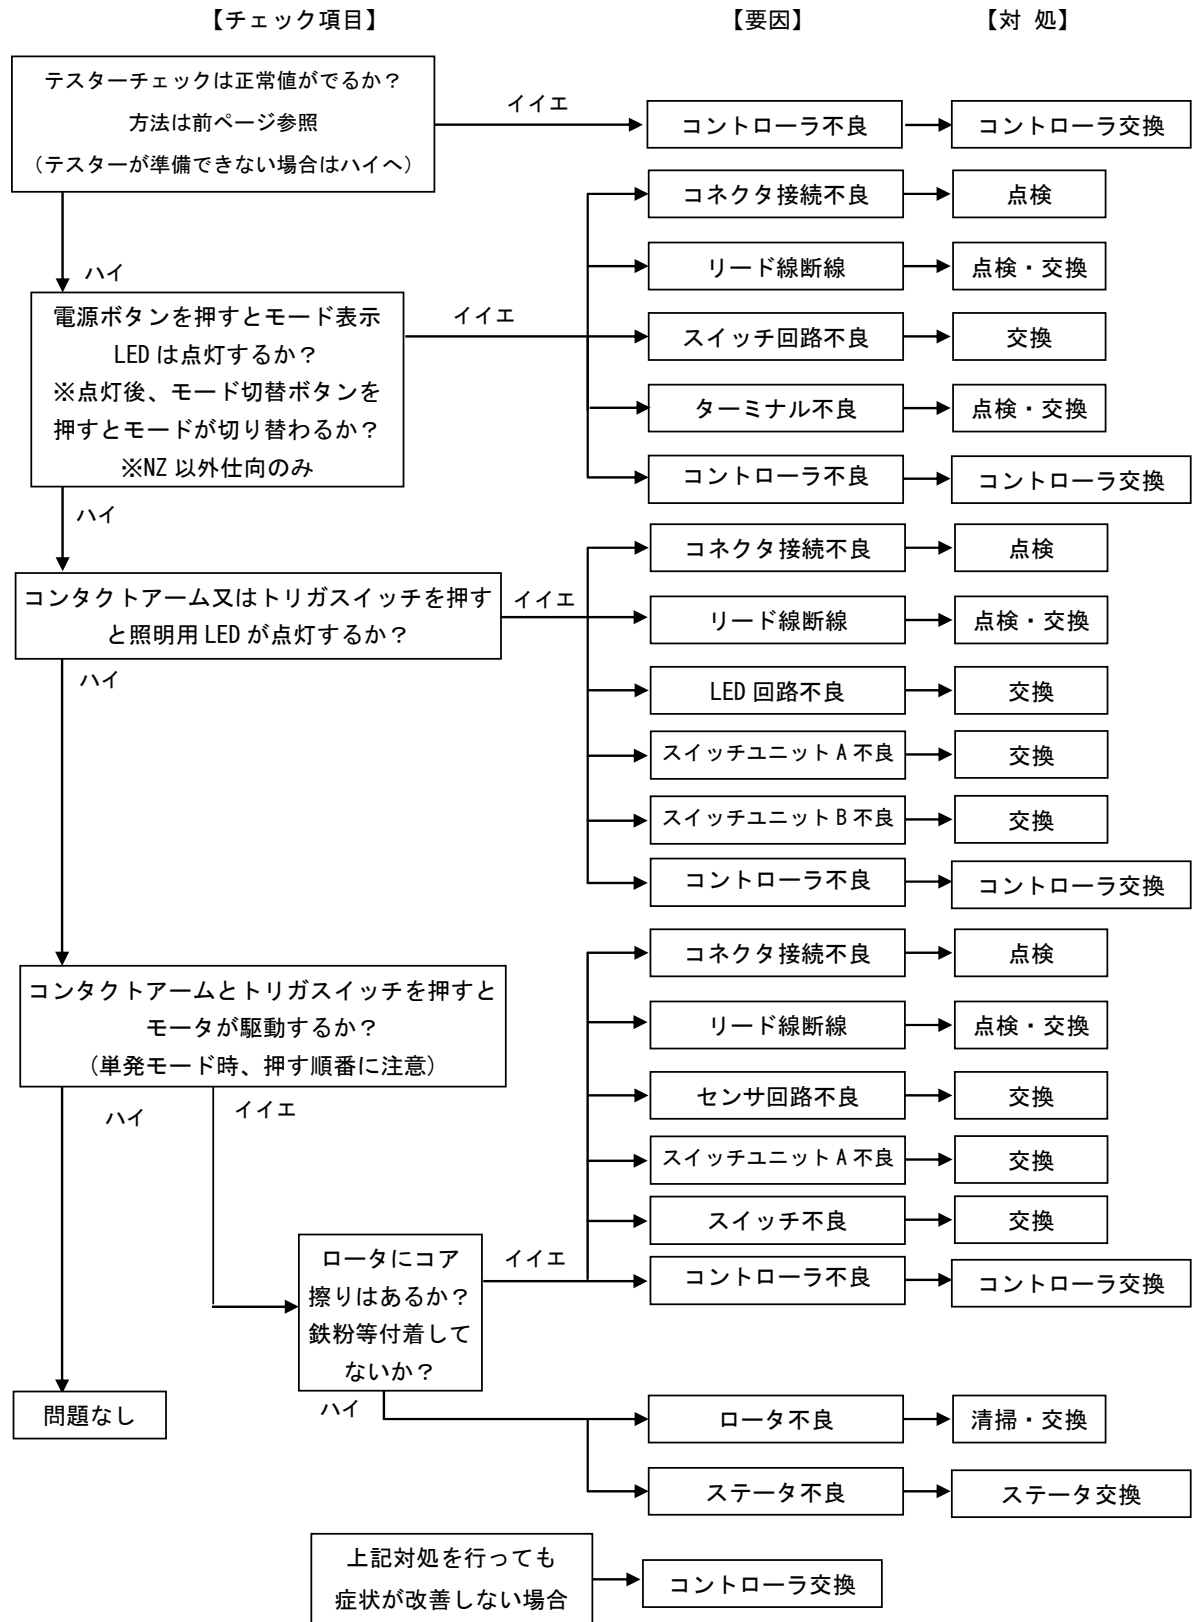 【チェック項目】
【要因】
【対 処】
テスターチェックは正常値がでるか？
方法は前ページ参照
（テスターが準備できない場合はハイへ）
イイエ
コントローラ不良
コントローラ交換
コネクタ接続不良
点検
ハイ
リード線断線
点検・交換
電源ボタンを押すとモード表示
LED は点灯するか？
※点灯後、モード切替ボタンを
押すとモードが切り替わるか？
※NZ 以外仕向のみ
イイエ
スイッチ回路不良
交換
ターミナル不良
点検・交換
コントローラ不良
コントローラ交換
ハイ
コネクタ接続不良
点検
コンタクトアーム又はトリガスイッチを押す
と照明用 LED が点灯するか？
イイエ
リード線断線
点検・交換
ハイ
LED 回路不良
交換
スイッチユニット A 不良
交換
スイッチユニット B 不良
交換
コントローラ不良
コントローラ交換
コネクタ接続不良
点検
コンタクトアームとトリガスイッチを押すと
モータが駆動するか？
（単発モード時、押す順番に注意）
リード線断線
点検・交換
ハイ
イイエ
センサ回路不良
交換
スイッチユニット A 不良
交換
スイッチ不良
交換
ロータにコア
擦りはあるか？
鉄粉等付着して
ないか？
イイエ
コントローラ不良
コントローラ交換
問題なし
ハイ
ロータ不良
清掃・交換
ステータ不良
ステータ交換
上記対処を行っても
症状が改善しない場合
コントローラ交換